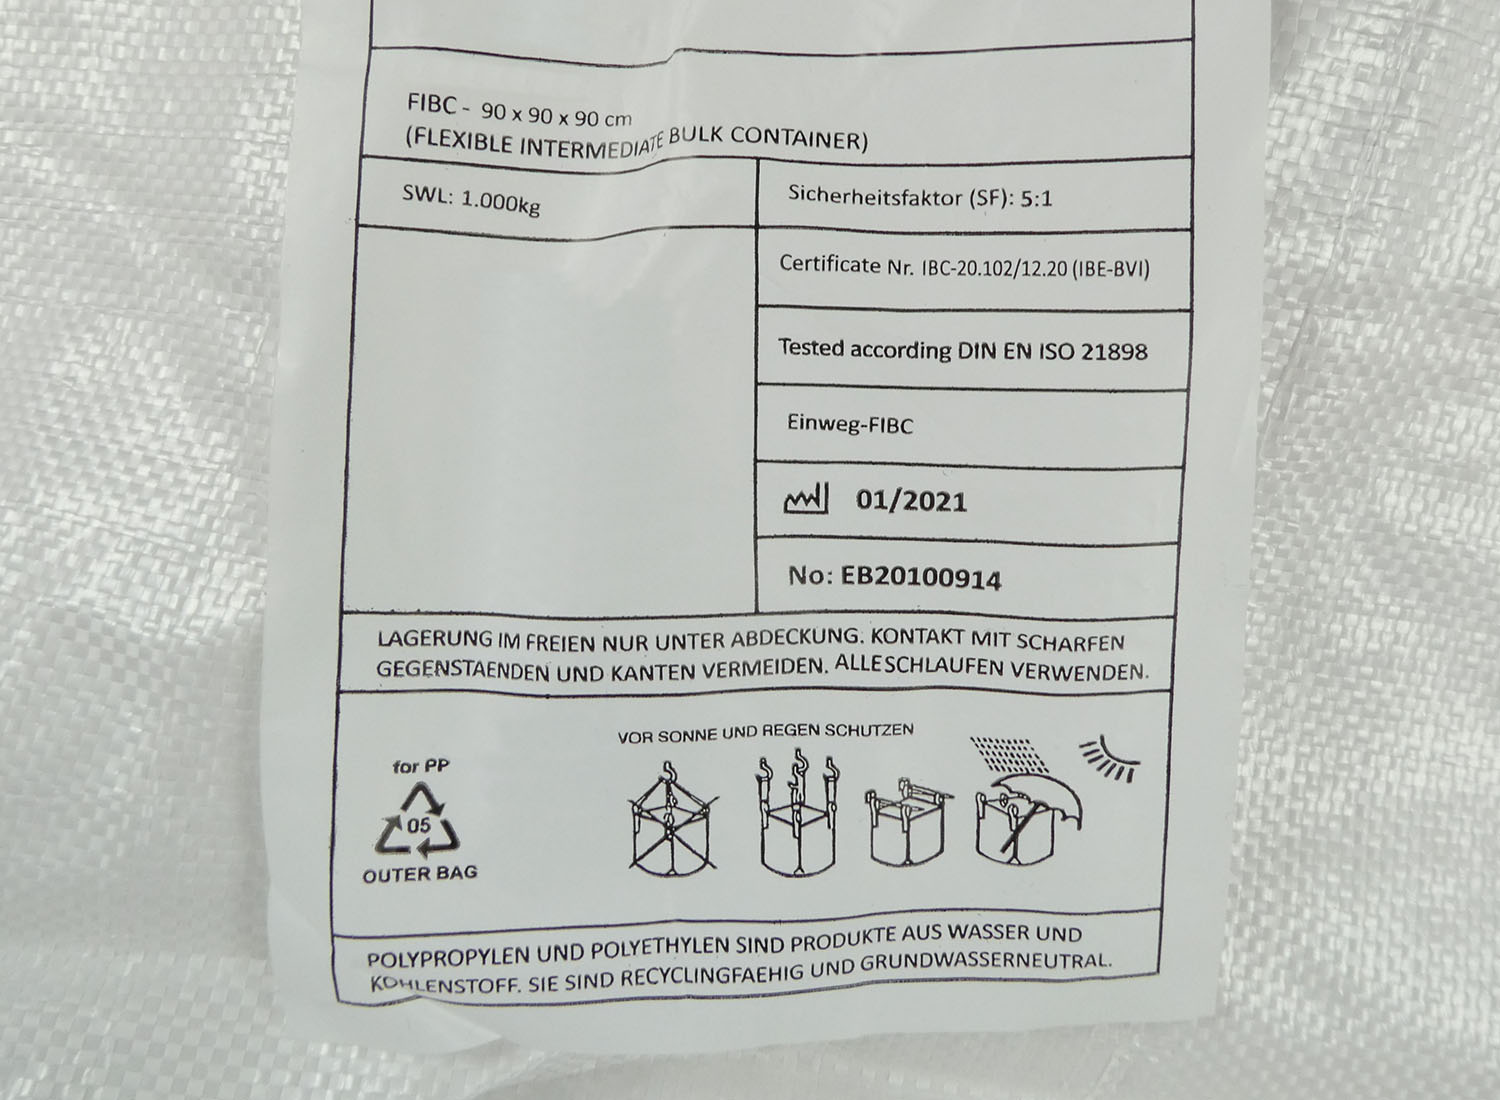 FIBC - 90 x 90 x 90 cm
(FLEXIBLE INTERMEDIATE BULK CONTAINER)
SWL: 1.000kg
Sicherheitsfaktor (SF): 5:1
Certificate Nr. IBC-20.102/12.20 (IBE-BVI)
Tested according DIN EN ISO 21898
Einweg-FIBC
01/2021
No: EB20100914
LAGERUNG IM FREIEN NUR UNTER ABDECKUNG. KONTAKT MIT SCHARFEN
GEGENSTAENDEN UND KANTEN VERMEIDEN. ALLE SCHLAUFEN VERWENDEN.
VOR SONNE UND REGEN SCHUTZEN
for PP
05
OUTER BAG
POLYPROPYLEN UND POLYETHYLEN SIND PRODUKTE AUS WASSER UND
KOHLENSTOFF. SIE SIND RECYCLINGFAEHIG UND GRUNDWASSERNEUTRAL.